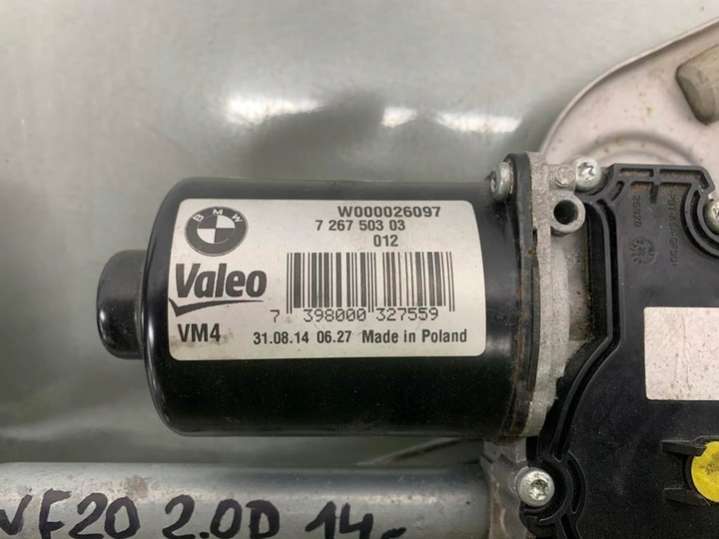 BMW
W000026097
7 267 503 03
012
Valeo
7 398000 327559
VM4
31.08.14 06.27 Made in Poland
2.0D 14-